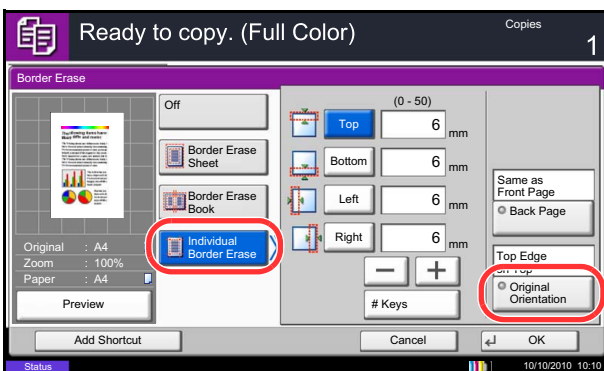 Ready to copy. (Full Color)
Copies
1
Border Erase
Off
Border Erase
Sheet
Border Erase
Book
Individual
Border Erase
Original : A4
Zoom : 100%
Paper : A4
Preview
(0 - 50)
Top 6 mm
Bottom 6 mm
Left 6 mm
Right 6 mm
− +
# Keys
Same as
Front Page
Back Page
Top Edge
on Top
Original
Orientation
Add Shortcut
Cancel
OK
Status
10/10/2010 10:10